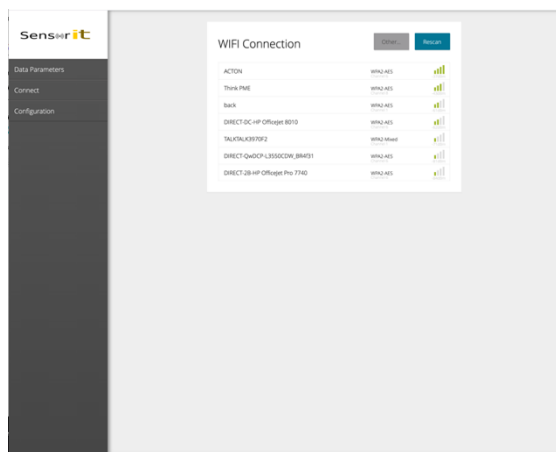 Sensorit
Data Parameters
Connect
Configuration
WIFI Connection
Other...
Rescan
ACTON WPA2-AES
Think PME WPA2-AES
back WPA2-AES
DIRECT-DC-HP OfficeJet 8010 WPA2-AES
TALKTALK3970F2 WPA2-Mixed
DIRECT-QwDCP-L3550CDW_BR4f31 WPA2-AES
DIRECT-2B-HP OfficeJet Pro 7740 WPA2-AES